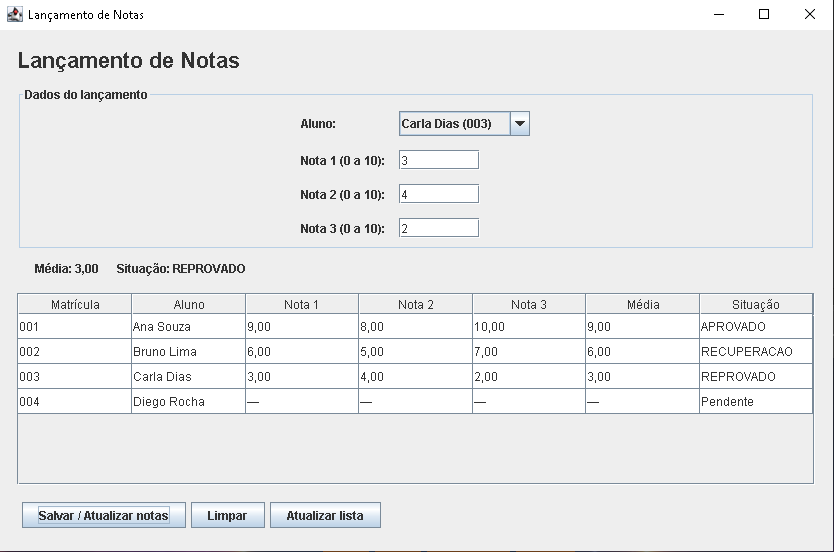 Lançamento de Notas
Lançamento de Notas
Dados do lançamento
Aluno: Carla Dias (003)
Nota 1 (0 a 10): 3
Nota 2 (0 a 10): 4
Nota 3 (0 a 10): 2
Média: 3,00 Situação: REPROVADO
Matrícula Aluno Nota 1 Nota 2 Nota 3 Média Situação
001 Ana Souza 9,00 8,00 10,00 9,00 APROVADO
002 Bruno Lima 6,00 5,00 7,00 6,00 RECUPERACAO
003 Carla Dias 3,00 4,00 2,00 3,00 REPROVADO
004 Diego Rocha — — — — Pendente
Salvar / Atualizar notas Limpar Atualizar lista